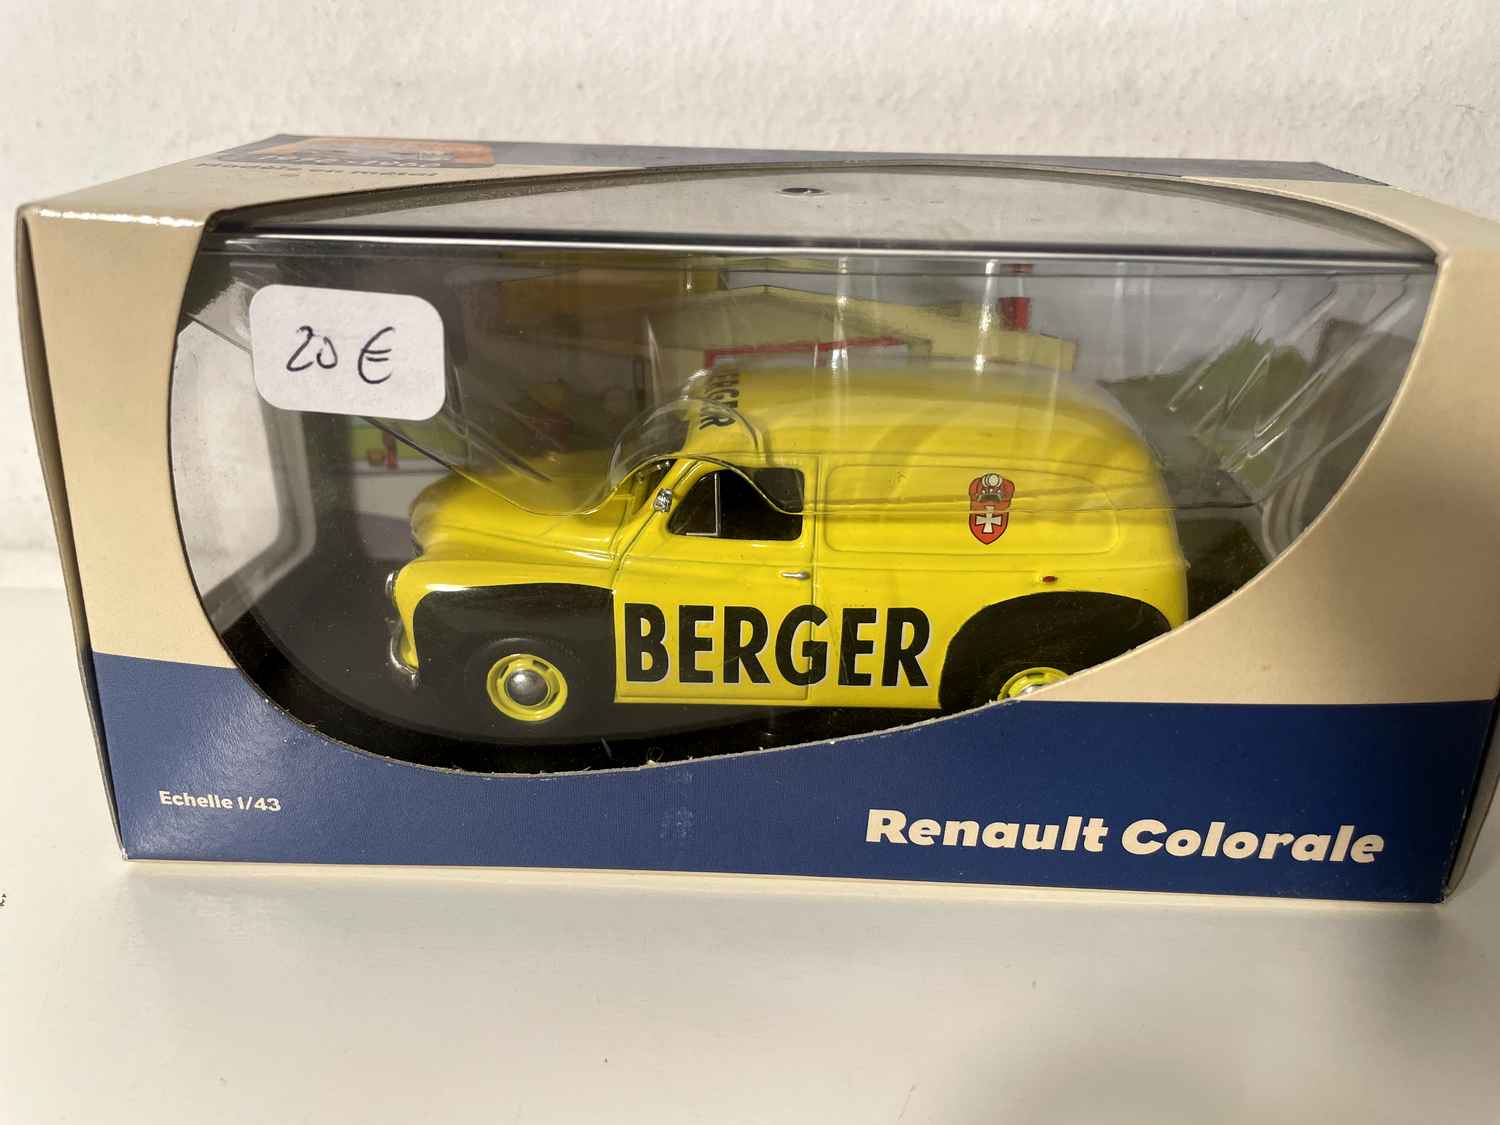 20 €
BERGER
BERGER
Echelle 1/43
Renault Colorale